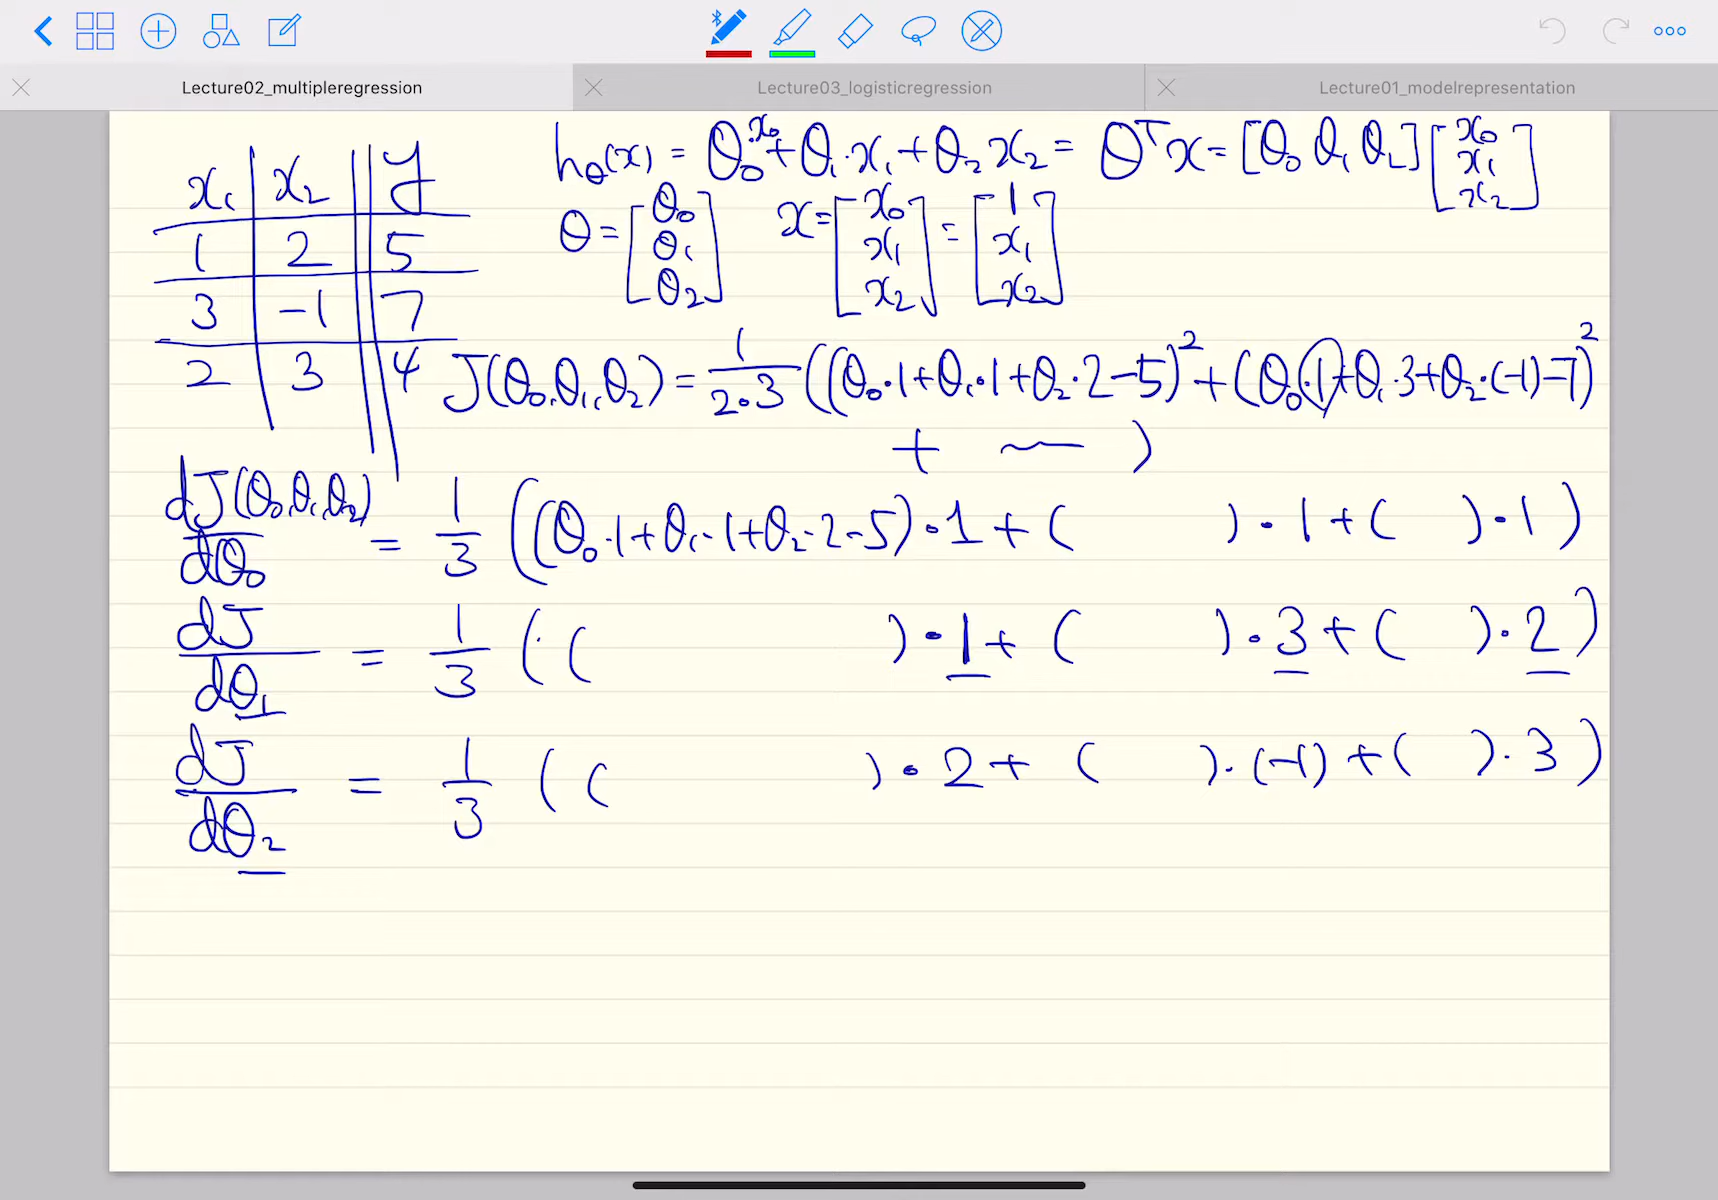 Lecture02_multipleregression
Lecture03_logisticregression
Lecture01_modelrepresentation
x₁ | x₂ || y
1 | 2 || 5
3 | -1 || 7
2 | 3 || 4
h_θ(x) = θ₀·x₀ + θ₁·x₁ + θ₂x₂ = θᵀx = [θ₀ θ₁ θ₂] [x₀ x₁ x₂]
θ = [θ₀ θ₁ θ₂] x = [x₀ x₁ x₂] = [1 x₁ x₂]
J(θ₀,θ₁,θ₂) = 1/(2·3) ((θ₀·1+θ₁·1+θ₂·2-5)² + (θ₀·1+θ₁·3+θ₂·(-1)-7)²
+ ~ )
dJ(θ₀,θ₁,θ₂)/dθ₀ = 1/3 ((θ₀·1+θ₁·1+θ₂·2-5)·1 + ( )·1 + ( )·1)
dJ/dθ₁ = 1/3 (( )·1 + ( )·3 + ( )·2)
dJ/dθ₂ = 1/3 (( )·2 + ( )·(-1) + ( )·3)